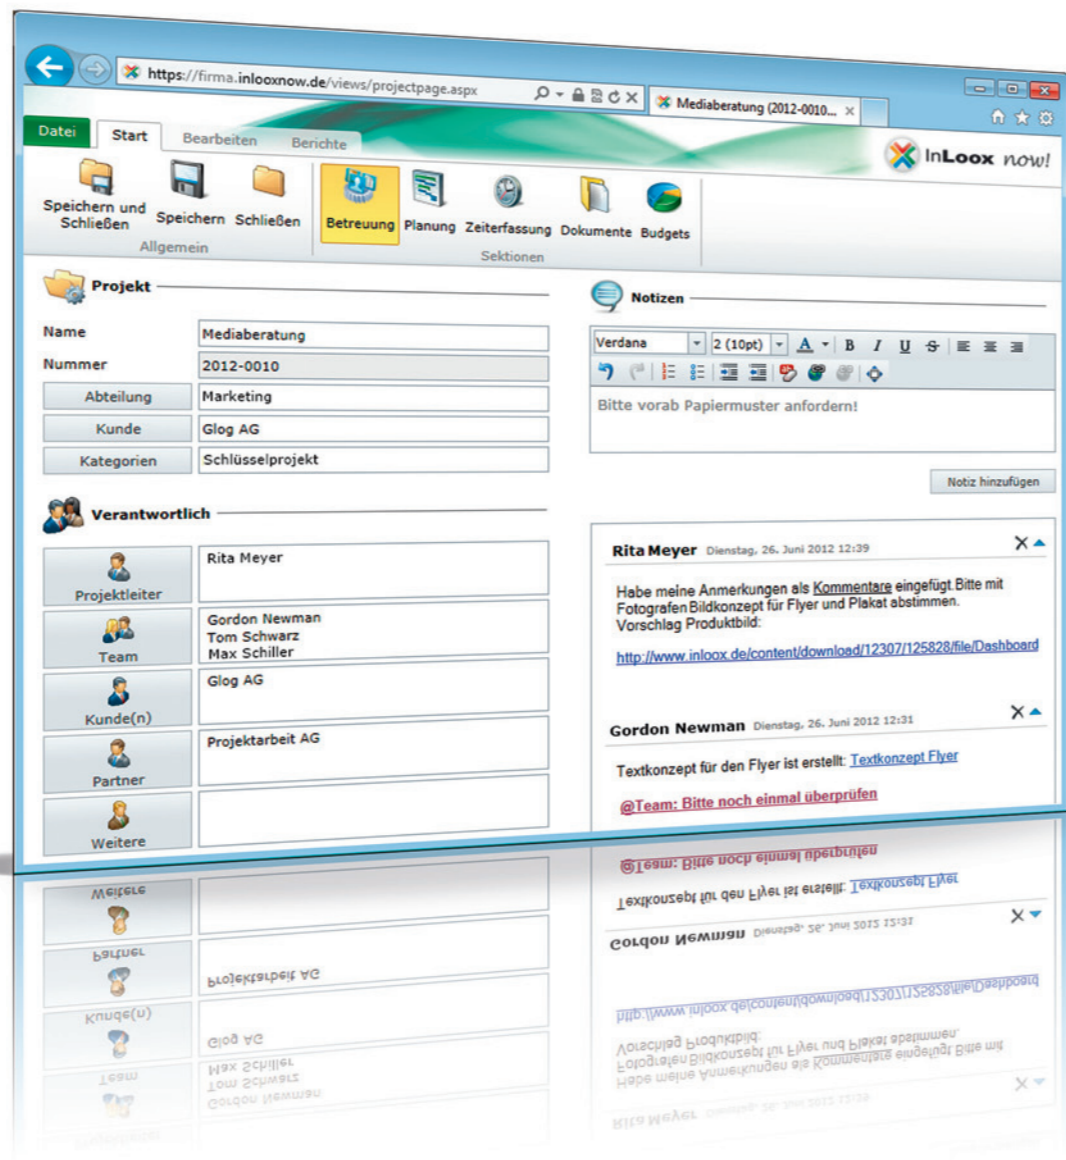 https://firma.inlooxnow.de/views/projectpage.aspx
Mediaberatung (2012-0010...
Datei Start Bearbeiten Berichte
InLoox now!
Speichern und Schließen
Speichern
Schließen
Allgemein
Betreuung
Planung
Zeiterfassung
Dokumente
Budgets
Sektionen
Projekt
Name Mediaberatung
Nummer 2012-0010
Abteilung Marketing
Kunde Glog AG
Kategorien Schlüsselprojekt
Verantwortlich
Projektleiter Rita Meyer
Team
Gordon Newman
Tom Schwarz
Max Schiller
Kunde(n) Glog AG
Partner Projektarbeit AG
Weitere
Notizen
Verdana 2 (10pt) A B I U S
Bitte vorab Papiermuster anfordern!
Notiz hinzufügen
Rita Meyer Dienstag, 26. Juni 2012 12:39
Habe meine Anmerkungen als Kommentare eingefügt.Bitte mit
Fotografen Bildkonzept für Flyer und Plakat abstimmen.
Vorschlag Produktbild:
http://www.inloox.de/content/download/12307/125828/file/Dashboard
Gordon Newman Dienstag, 26. Juni 2012 12:31
Textkonzept für den Flyer ist erstellt: Textkonzept Flyer
@Team: Bitte noch einmal überprüfen